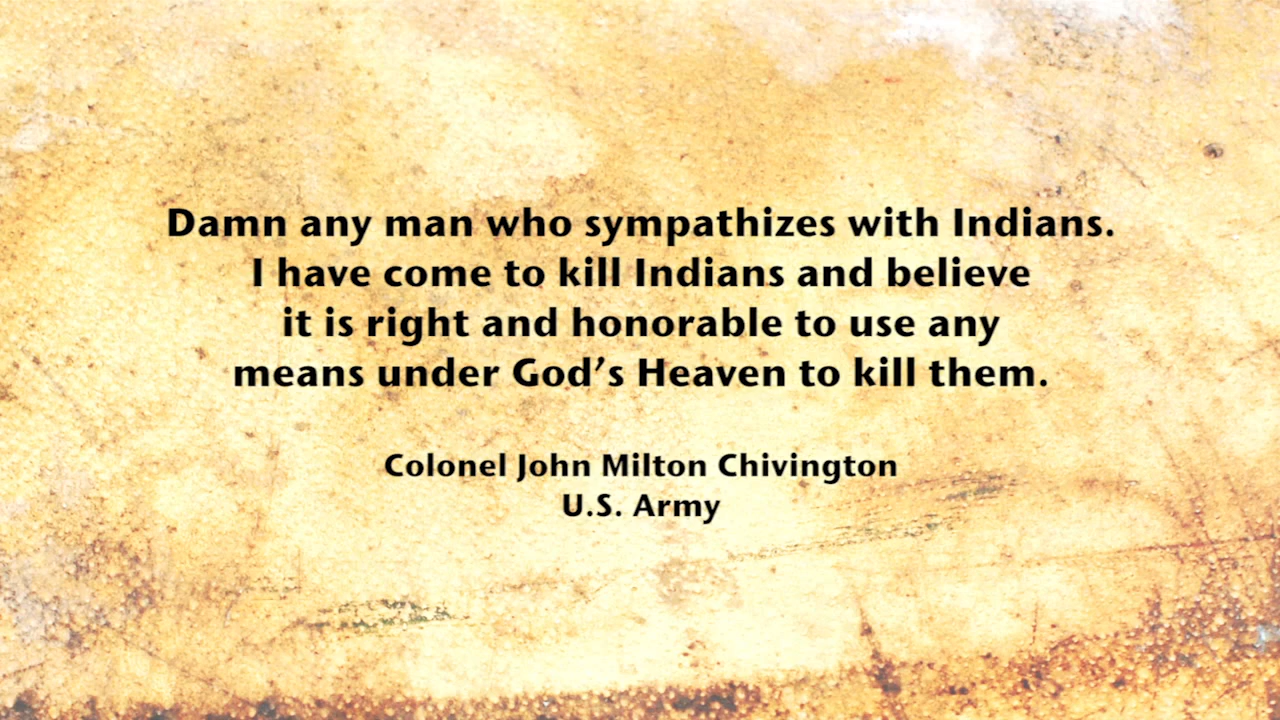 Damn any man who sympathizes with Indians.
I have come to kill Indians and believe
it is right and honorable to use any
means under God’s Heaven to kill them.
Colonel John Milton Chivington
U.S. Army